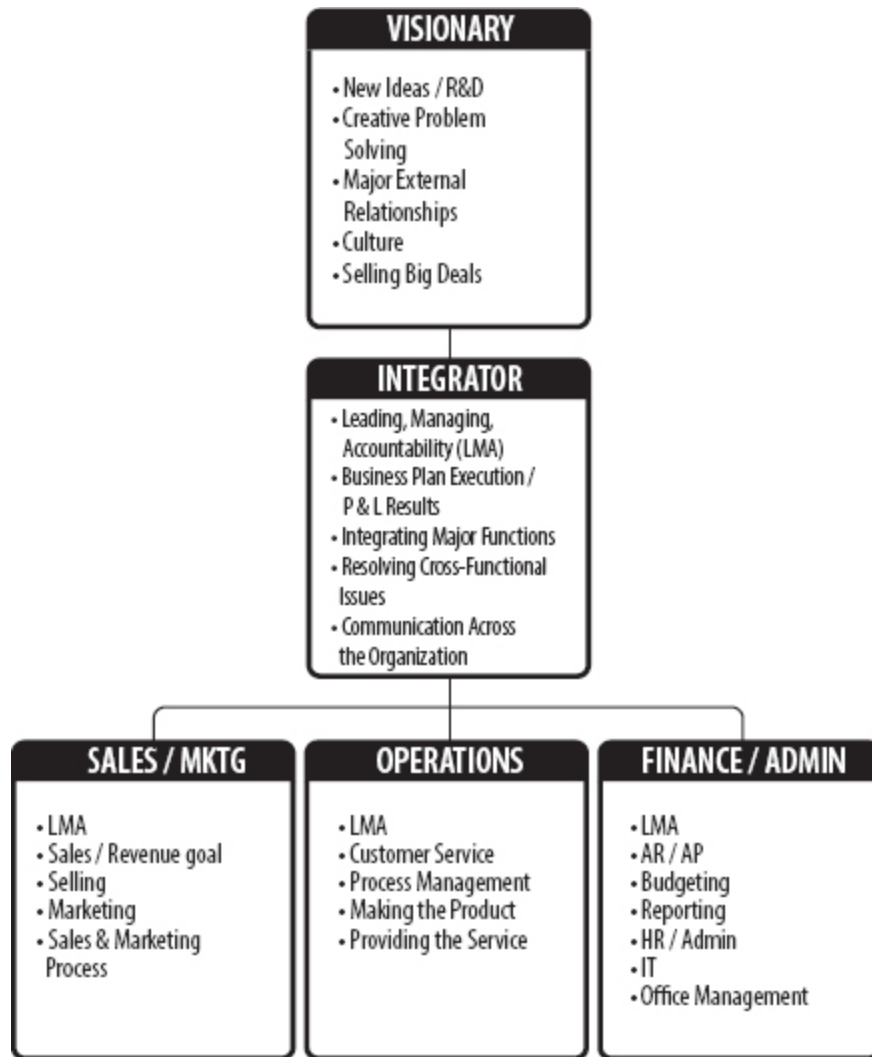 VISIONARY
• New Ideas / R&D
• Creative Problem
Solving
• Major External
Relationships
• Culture
• Selling Big Deals
INTEGRATOR
• Leading, Managing,
Accountability (LMA)
• Business Plan Execution /
P & L Results
• Integrating Major Functions
• Resolving Cross-Functional
Issues
• Communication Across
the Organization
SALES / MKTG
• LMA
• Sales / Revenue goal
• Selling
• Marketing
• Sales & Marketing
Process
OPERATIONS
• LMA
• Customer Service
• Process Management
• Making the Product
• Providing the Service
FINANCE / ADMIN
• LMA
• AR / AP
• Budgeting
• Reporting
• HR / Admin
• IT
• Office Management